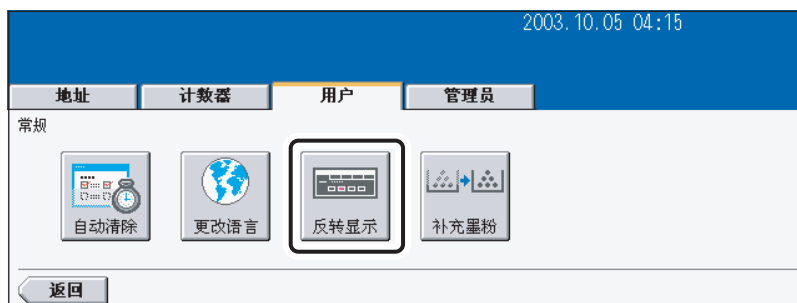 2003.10.05 04:15
地址 计数器 用户 管理员
常规
自动清除 更改语言 反转显示 补充墨粉
返回